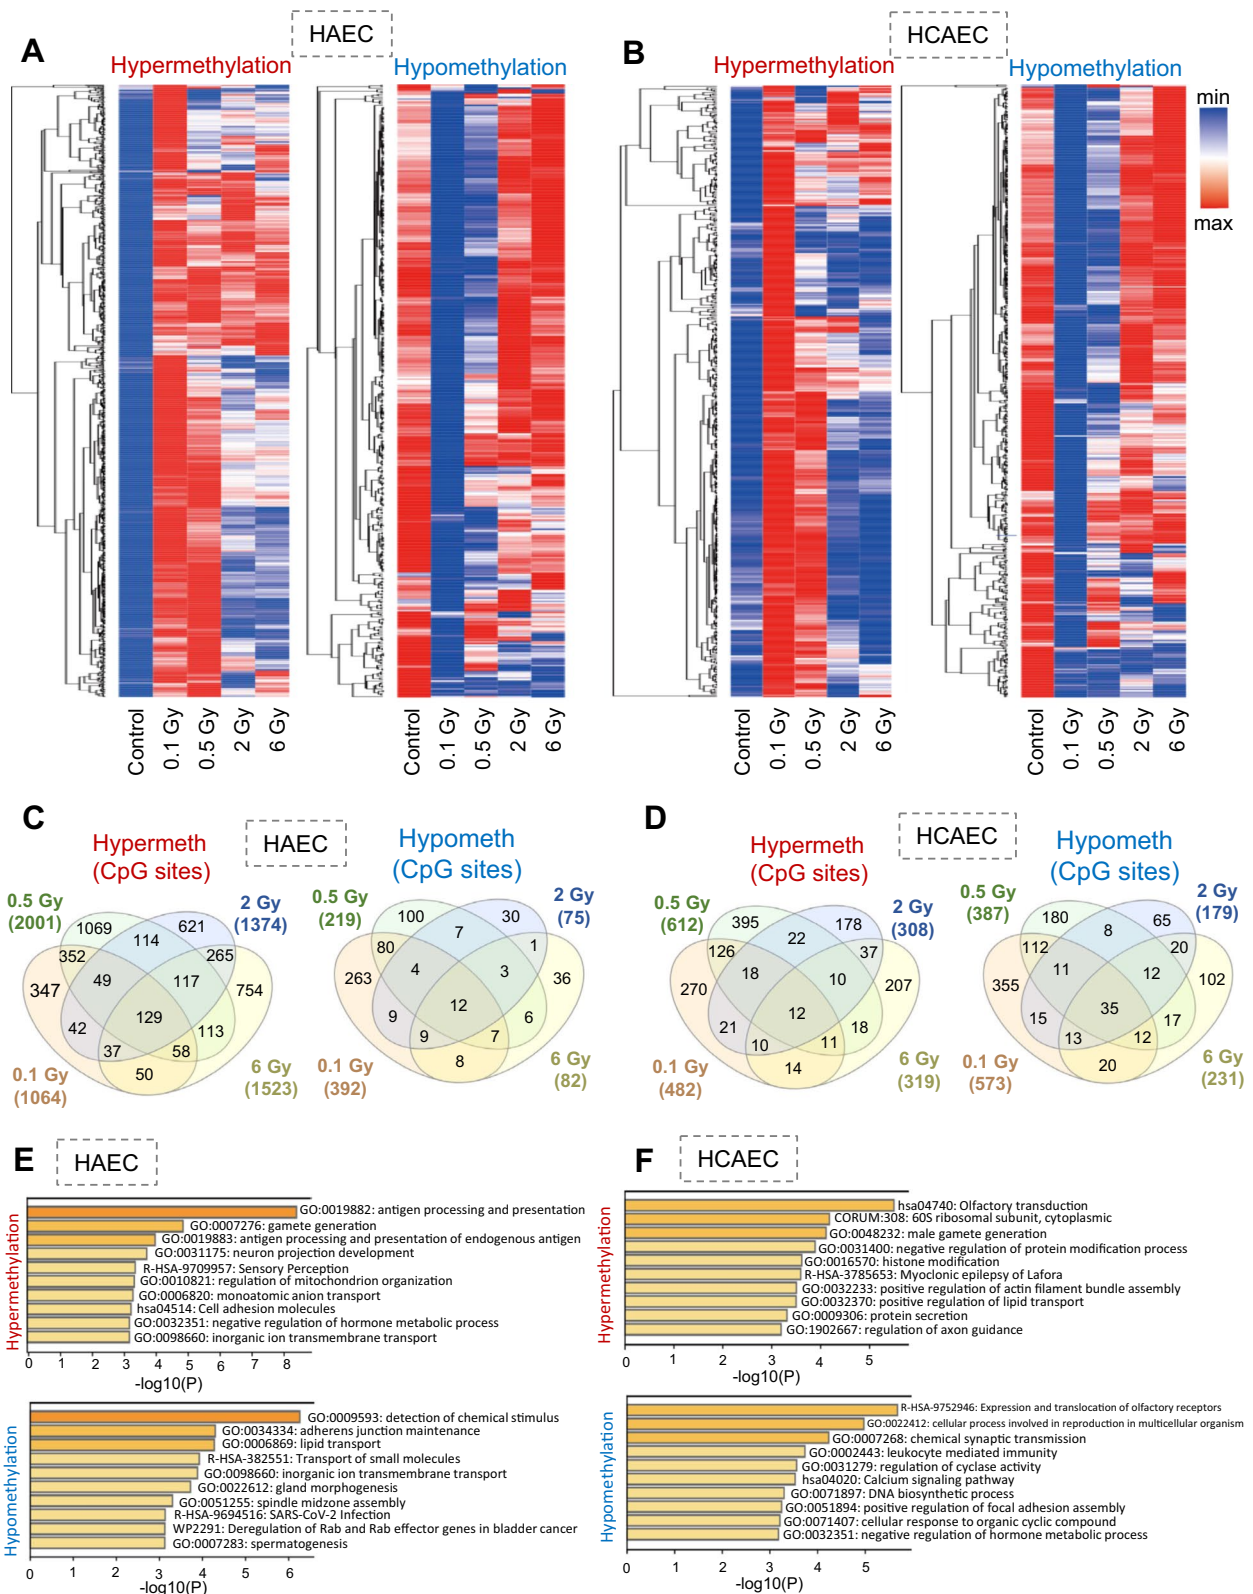 HAEC
HCAEC
A
B
Hypermethylation
Hypomethylation
Hypermethylation
Hypomethylation
min
max
Control
0.1 Gy
0.5 Gy
2 Gy
6 Gy
Control
0.1 Gy
0.5 Gy
2 Gy
6 Gy
Control
0.1 Gy
0.5 Gy
2 Gy
6 Gy
Control
0.1 Gy
0.5 Gy
2 Gy
6 Gy
C
HAEC
Hypermeth
(CpG sites)
0.5 Gy
(2001)
2 Gy
(1374)
1069
621
114
352
265
49
117
347
754
129
42
113
37
58
50
0.1 Gy
(1064)
6 Gy
(1523)
Hypometh
(CpG sites)
0.5 Gy
(219)
2 Gy
(75)
100
30
7
80
1
4
3
263
36
12
9
6
9
7
8
0.1 Gy
(392)
6 Gy
(82)
D
HCAEC
Hypermeth
(CpG sites)
0.5 Gy
(612)
2 Gy
(308)
395
178
22
126
37
18
10
270
207
12
21
18
10
11
14
0.1 Gy
(482)
6 Gy
(319)
Hypometh
(CpG sites)
0.5 Gy
(387)
2 Gy
(179)
180
65
8
112
20
11
12
355
102
35
15
17
13
12
20
0.1 Gy
(573)
6 Gy
(231)
E
HAEC
Hypermethylation
GO:0019882: antigen processing and presentation
GO:0007276: gamete generation
GO:0019883: antigen processing and presentation of endogenous antigen
GO:0031175: neuron projection development
R-HSA-9709957: Sensory Perception
GO:0010821: regulation of mitochondrion organization
GO:0006820: monoatomic anion transport
hsa04514: Cell adhesion molecules
GO:0032351: negative regulation of hormone metabolic process
GO:0098660: inorganic ion transmembrane transport
0 1 2 3 4 5 6 7 8
-log10(P)
Hypomethylation
GO:0009593: detection of chemical stimulus
GO:0034334: adherens junction maintenance
GO:0006869: lipid transport
R-HSA-382551: Transport of small molecules
GO:0098660: inorganic ion transmembrane transport
GO:0022612: gland morphogenesis
GO:0051255: spindle midzone assembly
R-HSA-9694516: SARS-CoV-2 Infection
WP2291: Deregulation of Rab and Rab effector genes in bladder cancer
GO:0007283: spermatogenesis
0 1 2 3 4 5 6
-log10(P)
F
HCAEC
Hypermethylation
hsa04740: Olfactory transduction
CORUM:308: 60S ribosomal subunit, cytoplasmic
GO:0048232: male gamete generation
GO:0031400: negative regulation of protein modification process
GO:0016570: histone modification
R-HSA-3785653: Myoclonic epilepsy of Lafora
GO:0032233: positive regulation of actin filament bundle assembly
GO:0032370: positive regulation of lipid transport
GO:0009306: protein secretion
GO:1902667: regulation of axon guidance
0 1 2 3 4 5
-log10(P)
Hypomethylation
R-HSA-9752946: Expression and translocation of olfactory receptors
GO:0022412: cellular process involved in reproduction in multicellular organism
GO:0007268: chemical synaptic transmission
GO:0002443: leukocyte mediated immunity
GO:0031279: regulation of cyclase activity
hsa04020: Calcium signaling pathway
GO:0071897: DNA biosynthetic process
GO:0051894: positive regulation of focal adhesion assembly
GO:0071407: cellular response to organic cyclic compound
GO:0032351: negative regulation of hormone metabolic process
0 1 2 3 4 5
-log10(P)